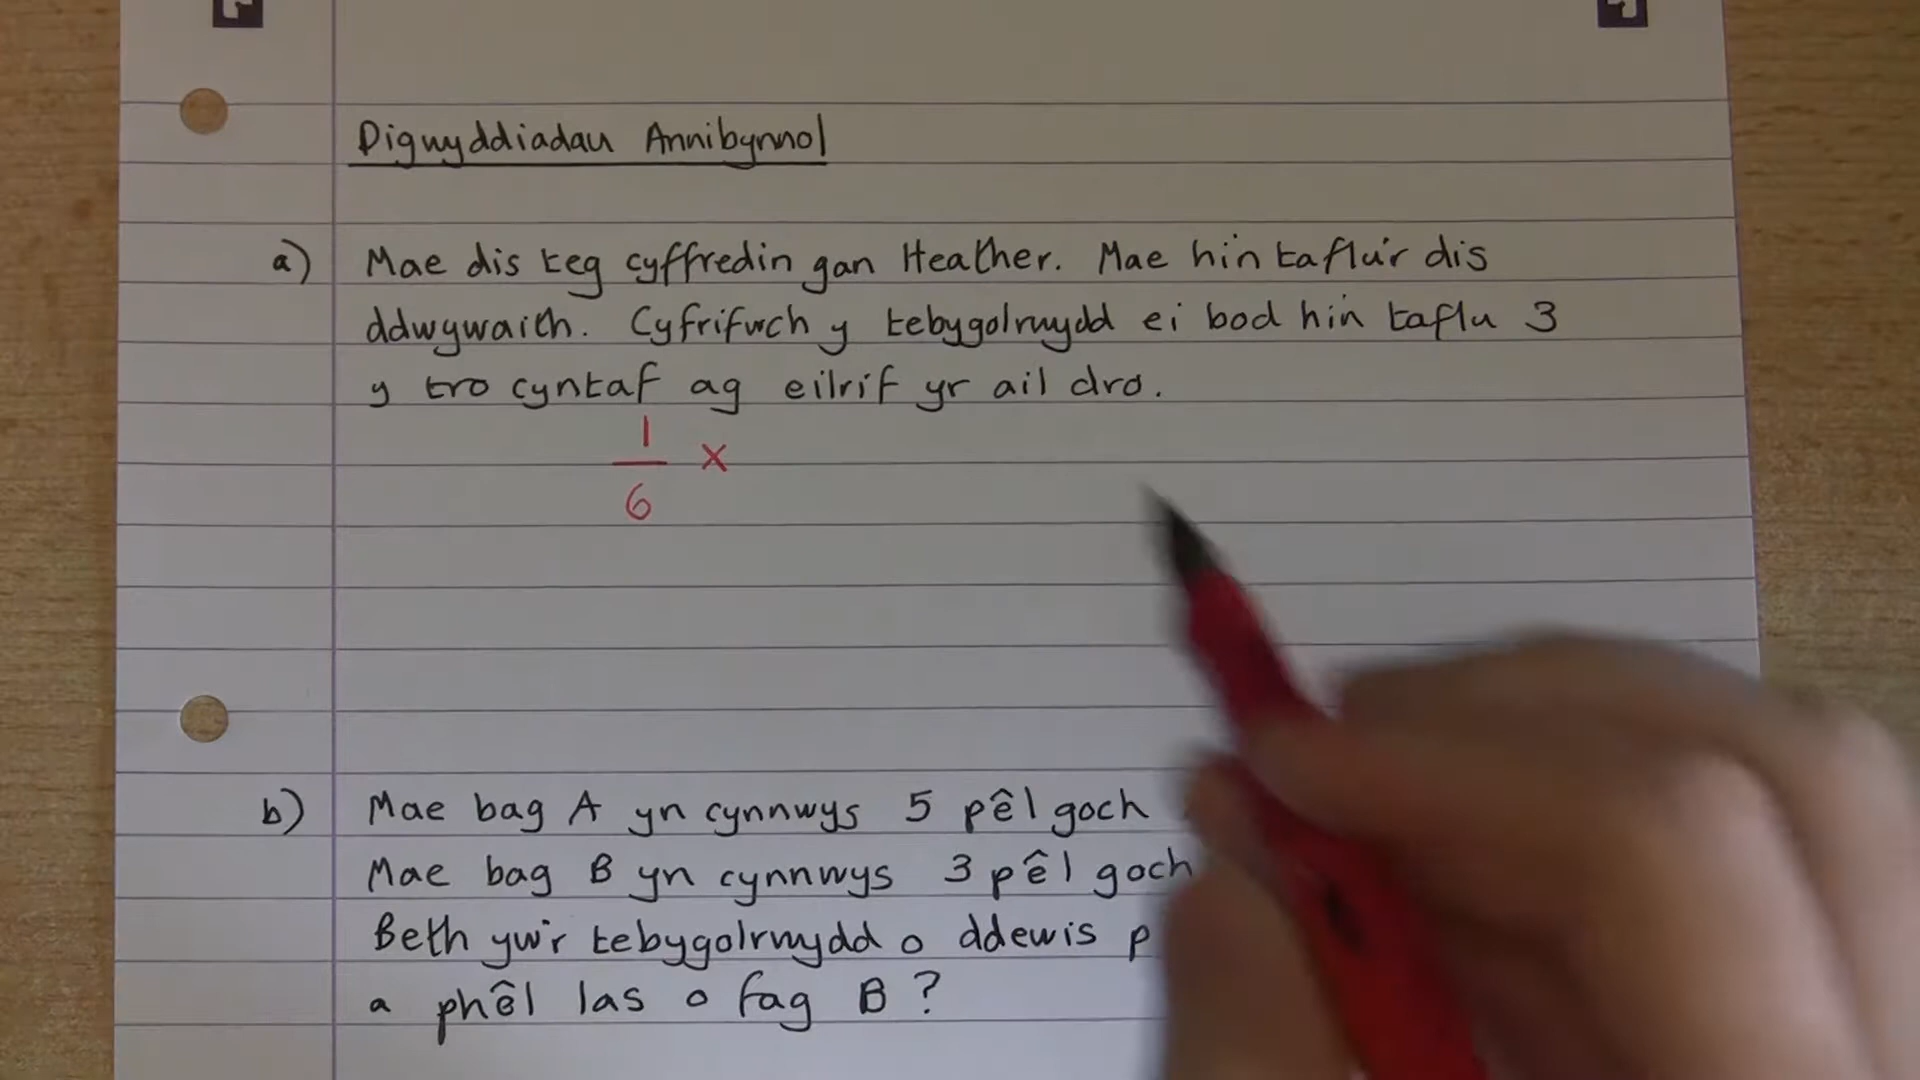 Digwyddiadau Annibynnol
a) Mae dis teg cyffredin gan Heather. Mae hi'n taflu'r dis
ddwywaith. Cyfrifwch y tebygolrwydd ei bod hi'n taflu 3
y tro cyntaf ag eilrif yr ail dro.
1
6 ×
b) Mae bag A yn cynnwys 5 pêl goch
Mae bag B yn cynnwys 3 pêl goch
Beth yw'r tebygolrwydd o ddewis p
a phêl las o fag B?